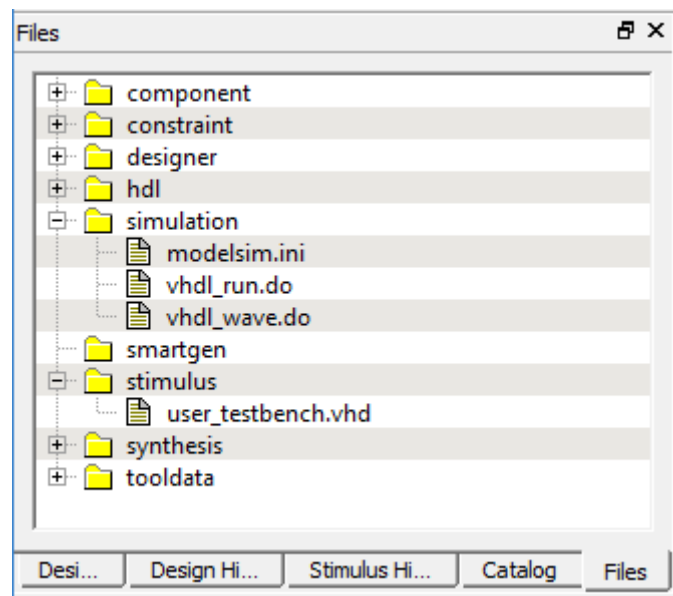 Files
component
constraint
designer
hdl
simulation
modelsim.ini
vhdl_run.do
vhdl_wave.do
smartgen
stimulus
user_testbench.vhd
synthesis
tooldata
Desi... Design Hi... Stimulus Hi... Catalog Files